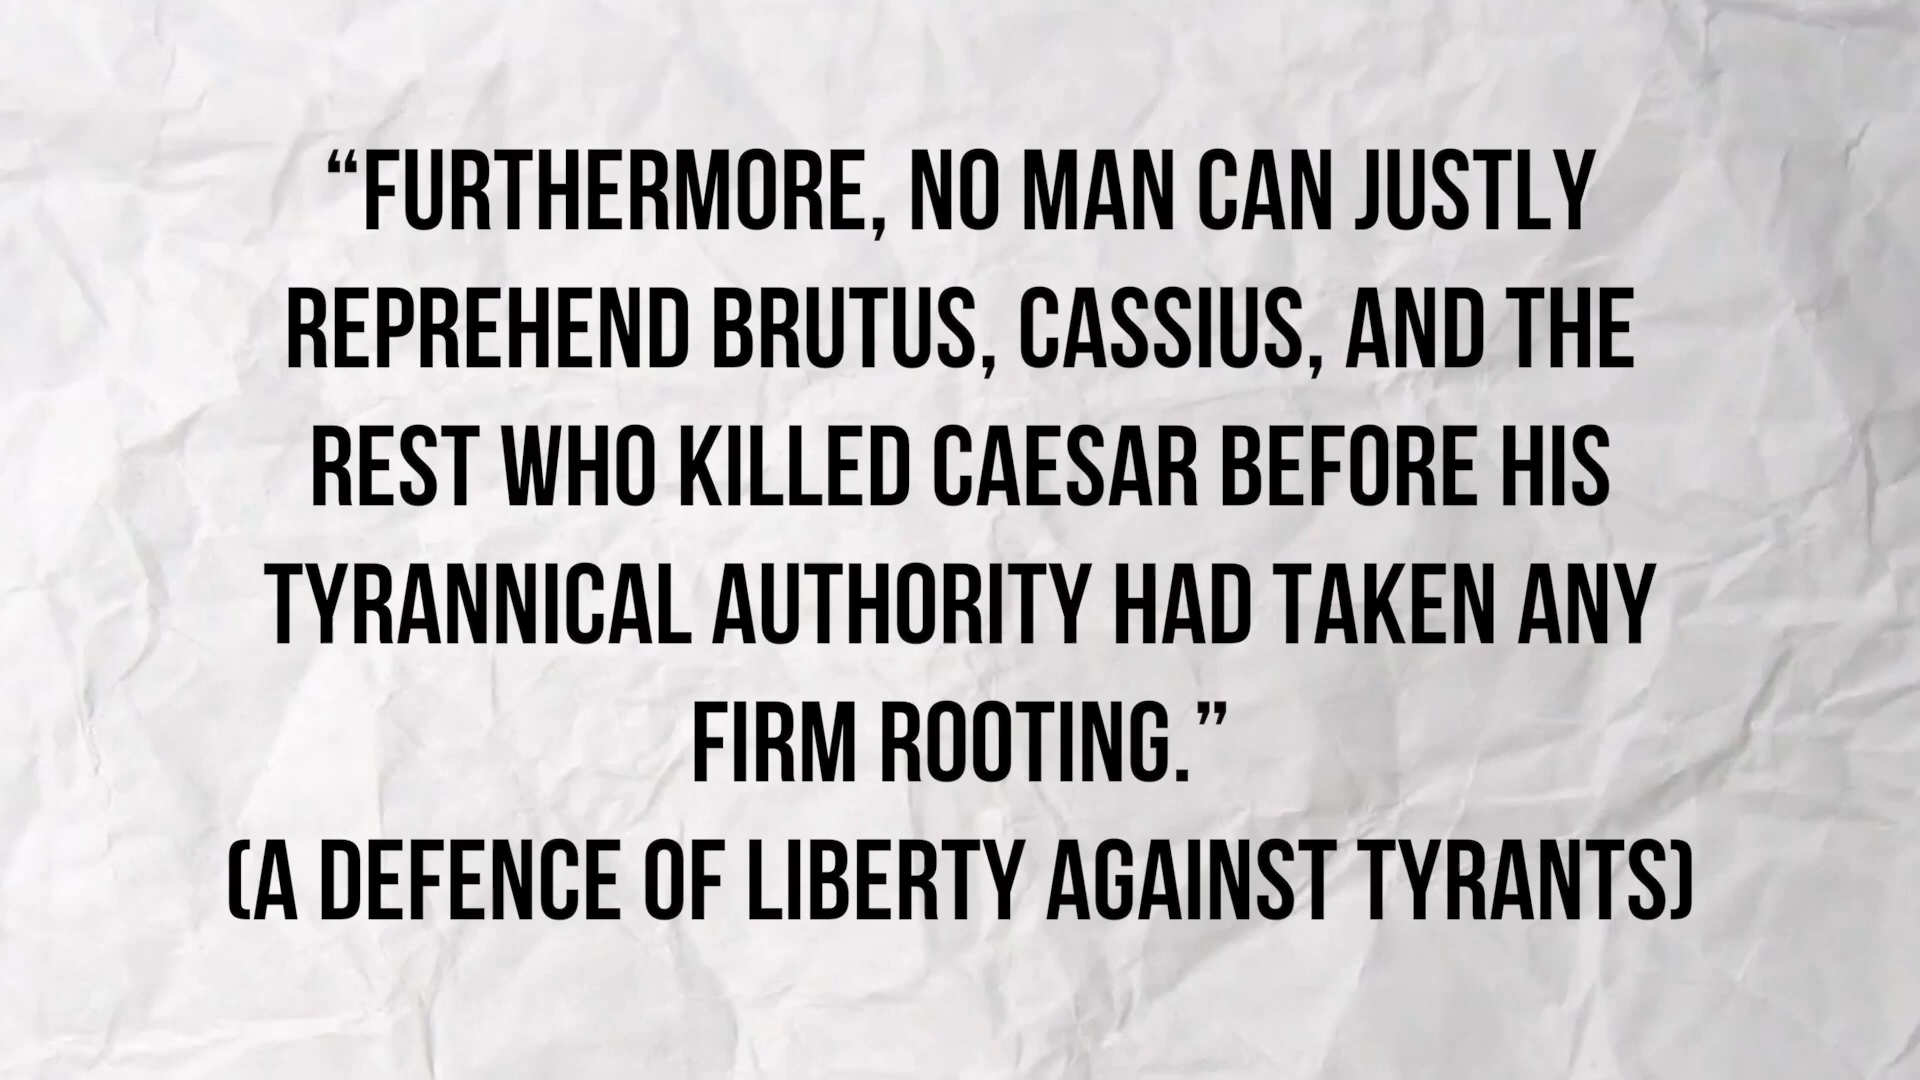 “FURTHERMORE, NO MAN CAN JUSTLY
REPREHEND BRUTUS, CASSIUS, AND THE
REST WHO KILLED CAESAR BEFORE HIS
TYRANNICAL AUTHORITY HAD TAKEN ANY
FIRM ROOTING.”
(A DEFENCE OF LIBERTY AGAINST TYRANTS)